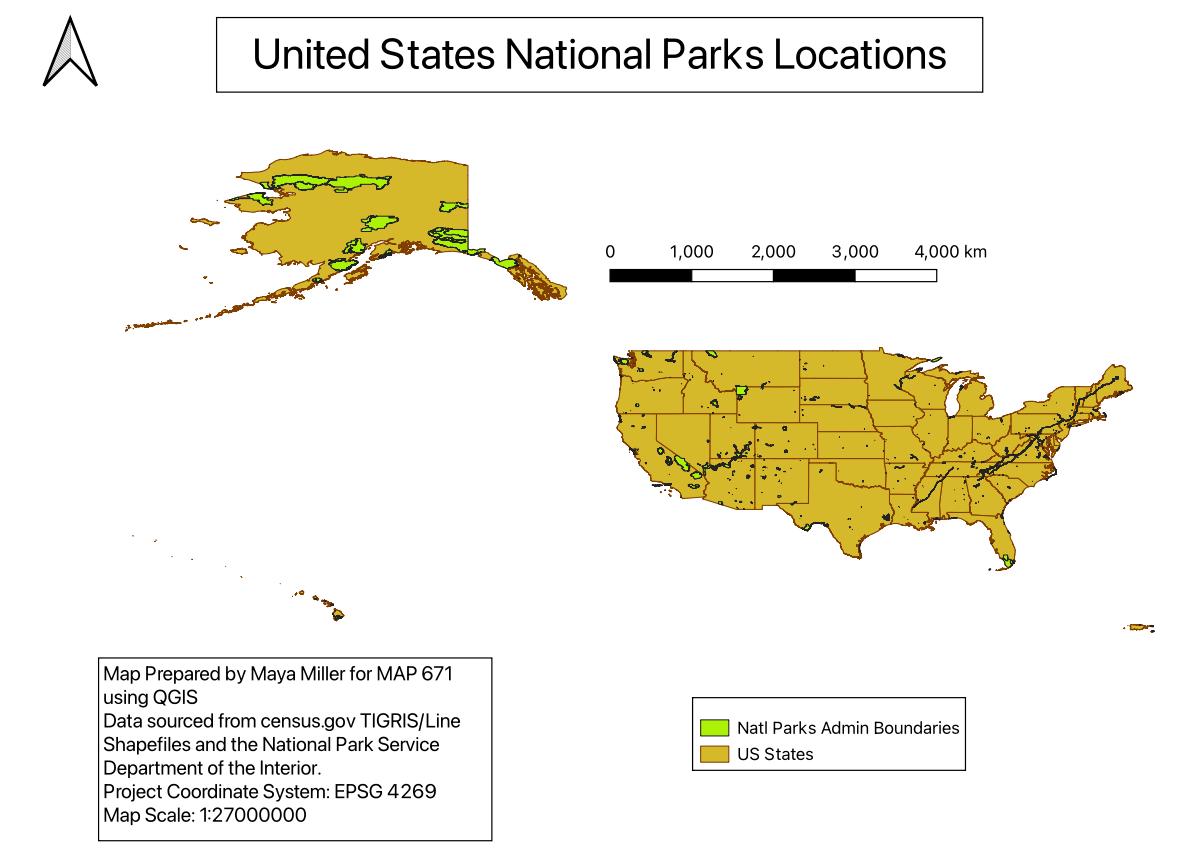 United States National Parks Locations
0 1,000 2,000 3,000 4,000 km
Map Prepared by Maya Miller for MAP 671
using QGIS
Data sourced from census.gov TIGRIS/Line
Shapefiles and the National Park Service
Department of the Interior.
Project Coordinate System: EPSG 4269
Map Scale: 1:27000000
Natl Parks Admin Boundaries
US States